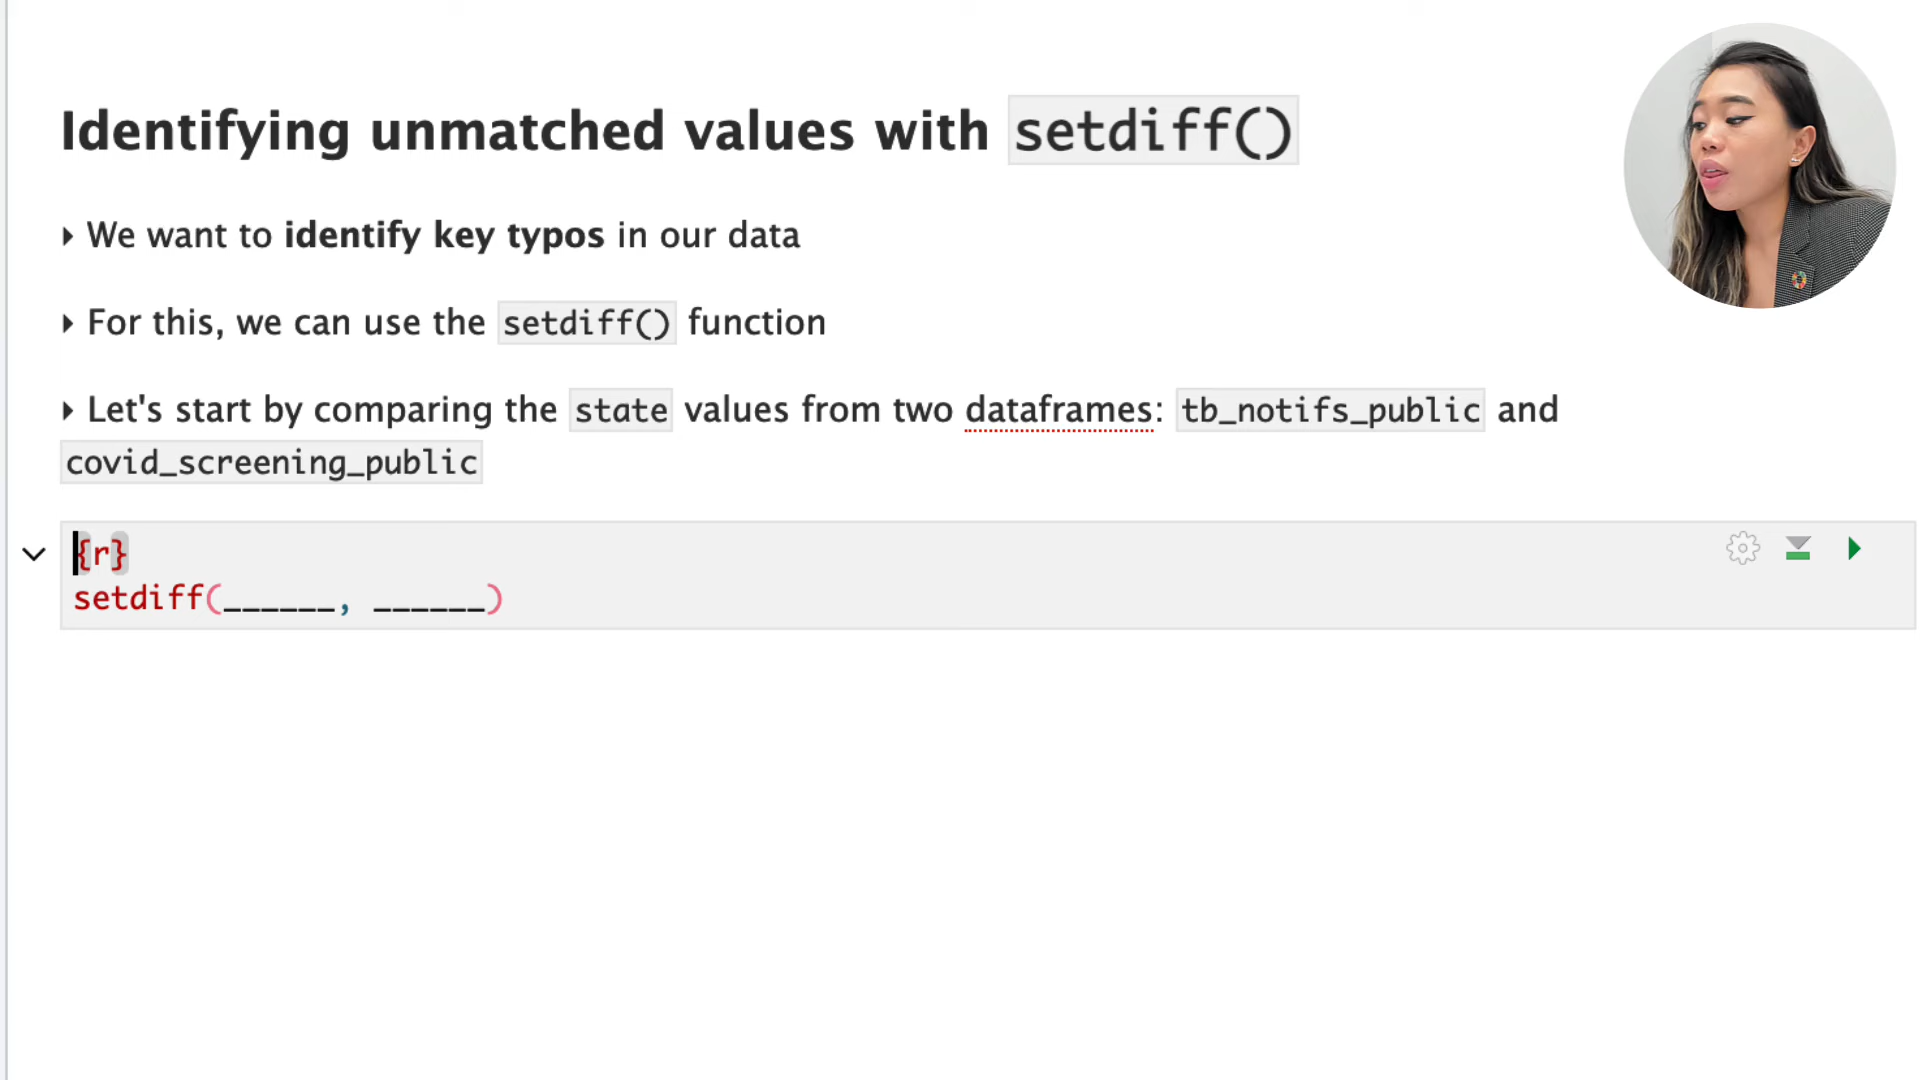 Identifying unmatched values with setdiff()
▸ We want to identify key typos in our data
▸ For this, we can use the setdiff() function
▸ Let's start by comparing the state values from two dataframes: tb_notifs_public and
covid_screening_public
{r}
setdiff(______, ______)